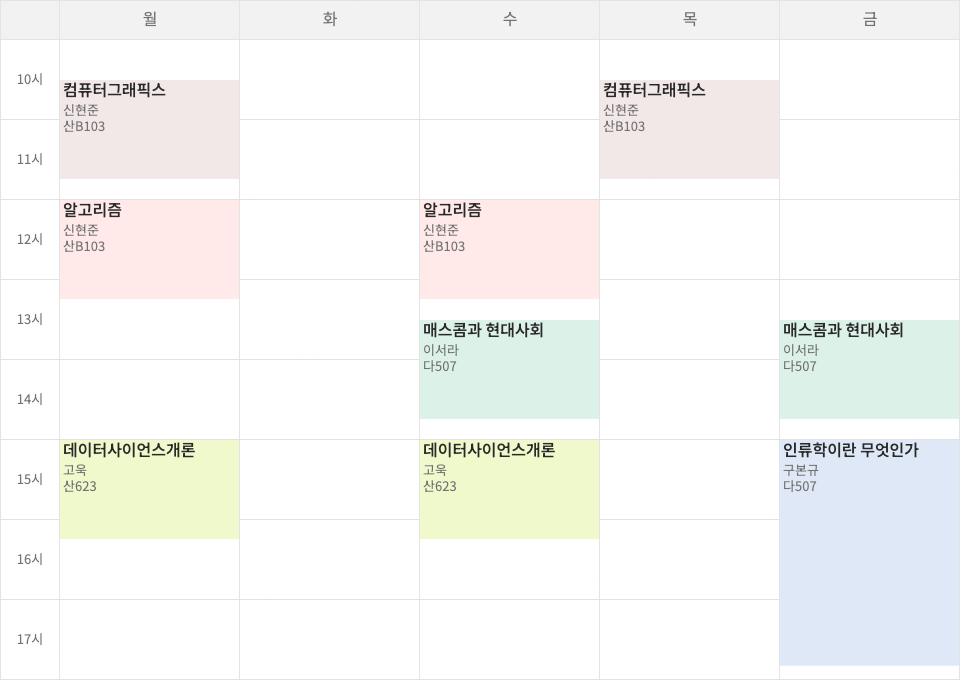 월
화
수
목
금
10시
컴퓨터그래픽스
신현준
산B103
컴퓨터그래픽스
신현준
산B103
11시
12시
알고리즘
신현준
산B103
알고리즘
신현준
산B103
13시
매스콤과 현대사회
이서라
다507
매스콤과 현대사회
이서라
다507
14시
15시
데이터사이언스개론
고욱
산623
데이터사이언스개론
고욱
산623
인류학이란 무엇인가
구본규
다507
16시
17시